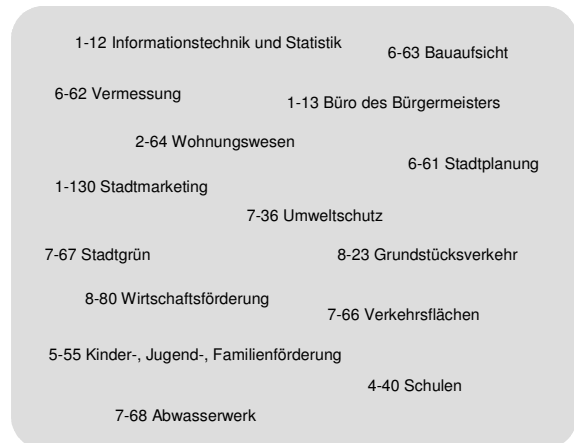 1-12 Informationstechnik und Statistik
6-63 Bauaufsicht
6-62 Vermessung
1-13 Büro des Bürgermeisters
2-64 Wohnungswesen
6-61 Stadtplanung
1-130 Stadtmarketing
7-36 Umweltschutz
7-67 Stadtgrün
8-23 Grundstücksverkehr
8-80 Wirtschaftsförderung
7-66 Verkehrsflächen
5-55 Kinder-, Jugend-, Familienförderung
4-40 Schulen
7-68 Abwasserwerk